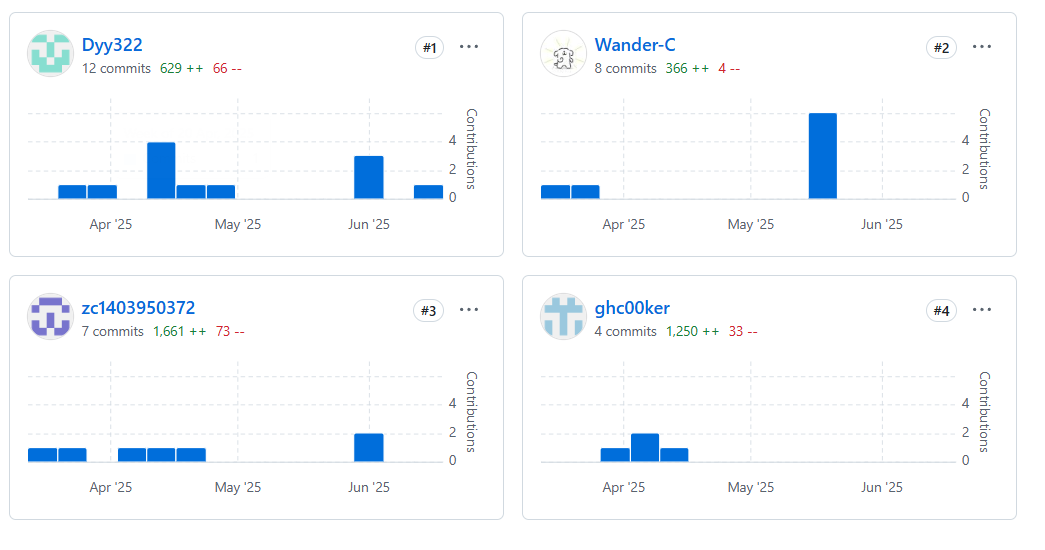 Dyy322
#1
12 commits 629 ++ 66 --
Contributions
4
2
0
Apr '25 May '25 Jun '25
Wander-C
#2
8 commits 366 ++ 4 --
Contributions
4
2
0
Apr '25 May '25 Jun '25
zc1403950372
#3
7 commits 1,661 ++ 73 --
Contributions
4
2
0
Apr '25 May '25 Jun '25
ghc00ker
#4
4 commits 1,250 ++ 33 --
Contributions
4
2
0
Apr '25 May '25 Jun '25